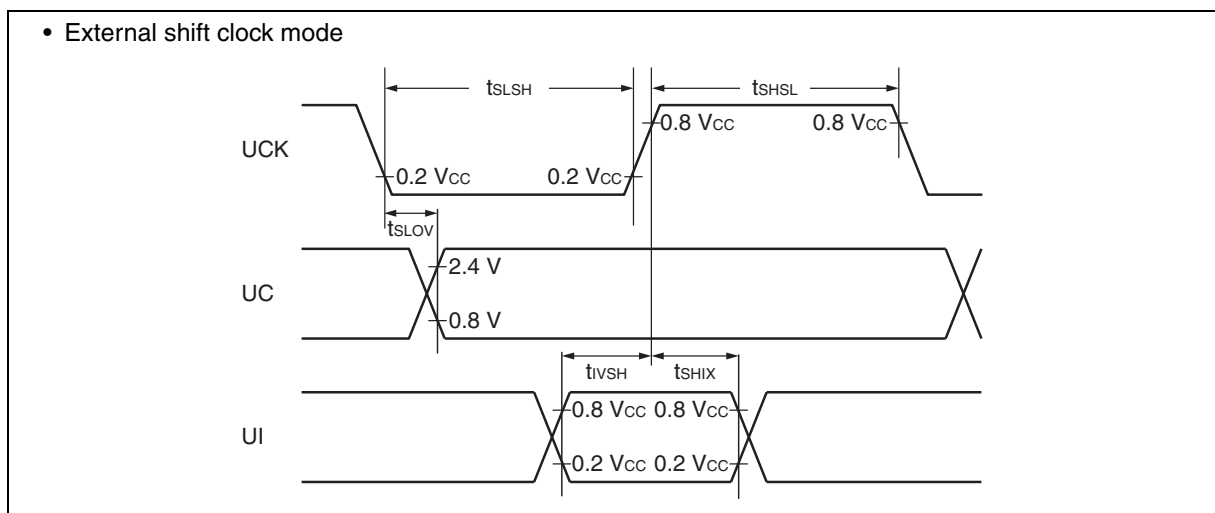 • External shift clock mode
tSLSH
tSHSL
0.8 VCC
0.8 VCC
UCK
0.2 VCC
0.2 VCC
tSLOV
2.4 V
UC
0.8 V
tIVSH
tSHIX
0.8 VCC
0.8 VCC
UI
0.2 VCC
0.2 VCC